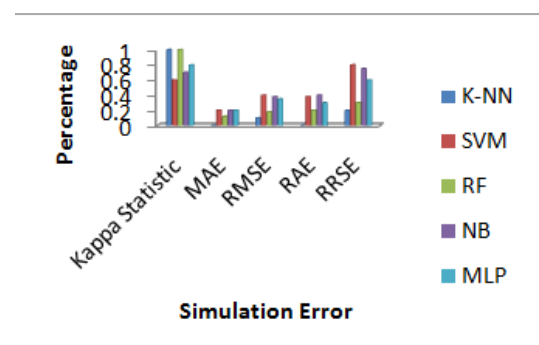 Percentage
1
0.8
0.6
0.4
0.2
0
Kappa Statistic
MAE
RMSE
RAE
RRSE
Simulation Error
K-NN
SVM
RF
NB
MLP